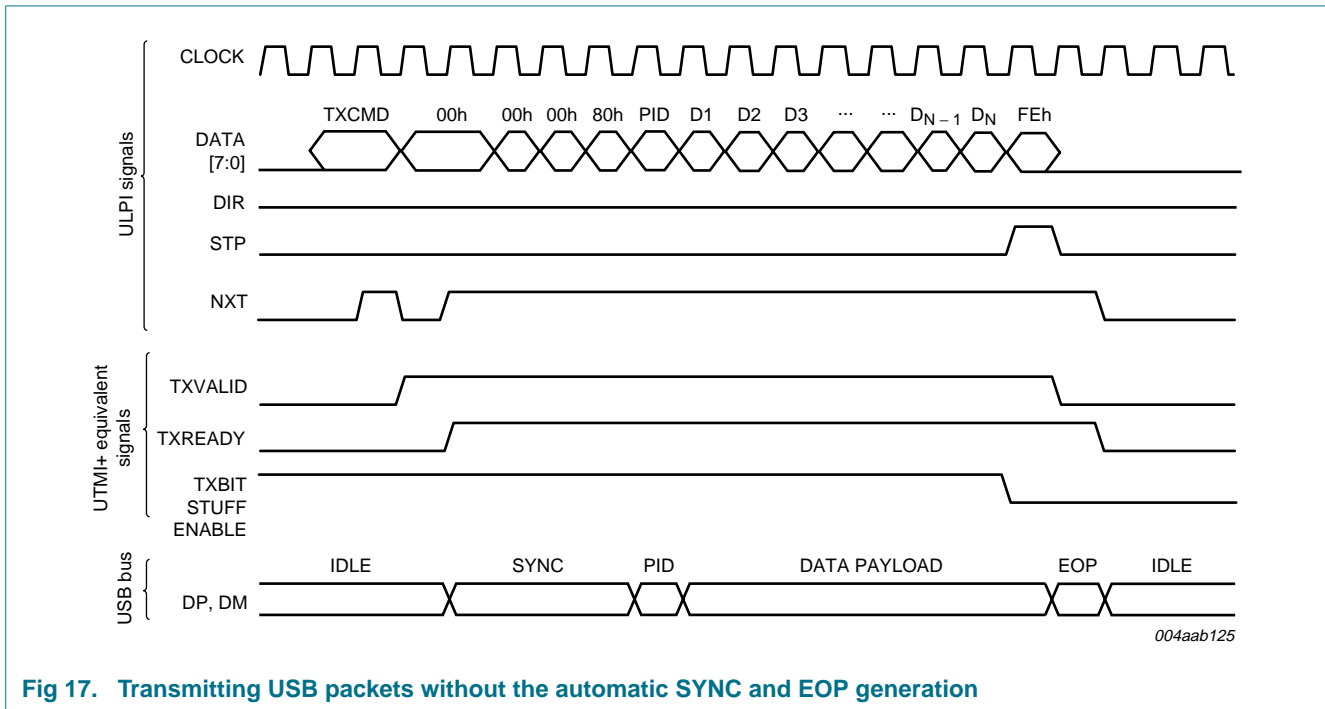 ULPI signals
CLOCK
TXCMD 00h 00h 00h 80h PID D1 D2 D3 ... ... DN – 1 DN FEh
DATA
[7:0]
DIR
STP
NXT
UTMI+ equivalent
signals
TXVALID
TXREADY
TXBIT
STUFF
ENABLE
USB bus
IDLE SYNC PID DATA PAYLOAD EOP IDLE
DP, DM
004aab125
Fig 17. Transmitting USB packets without the automatic SYNC and EOP generation